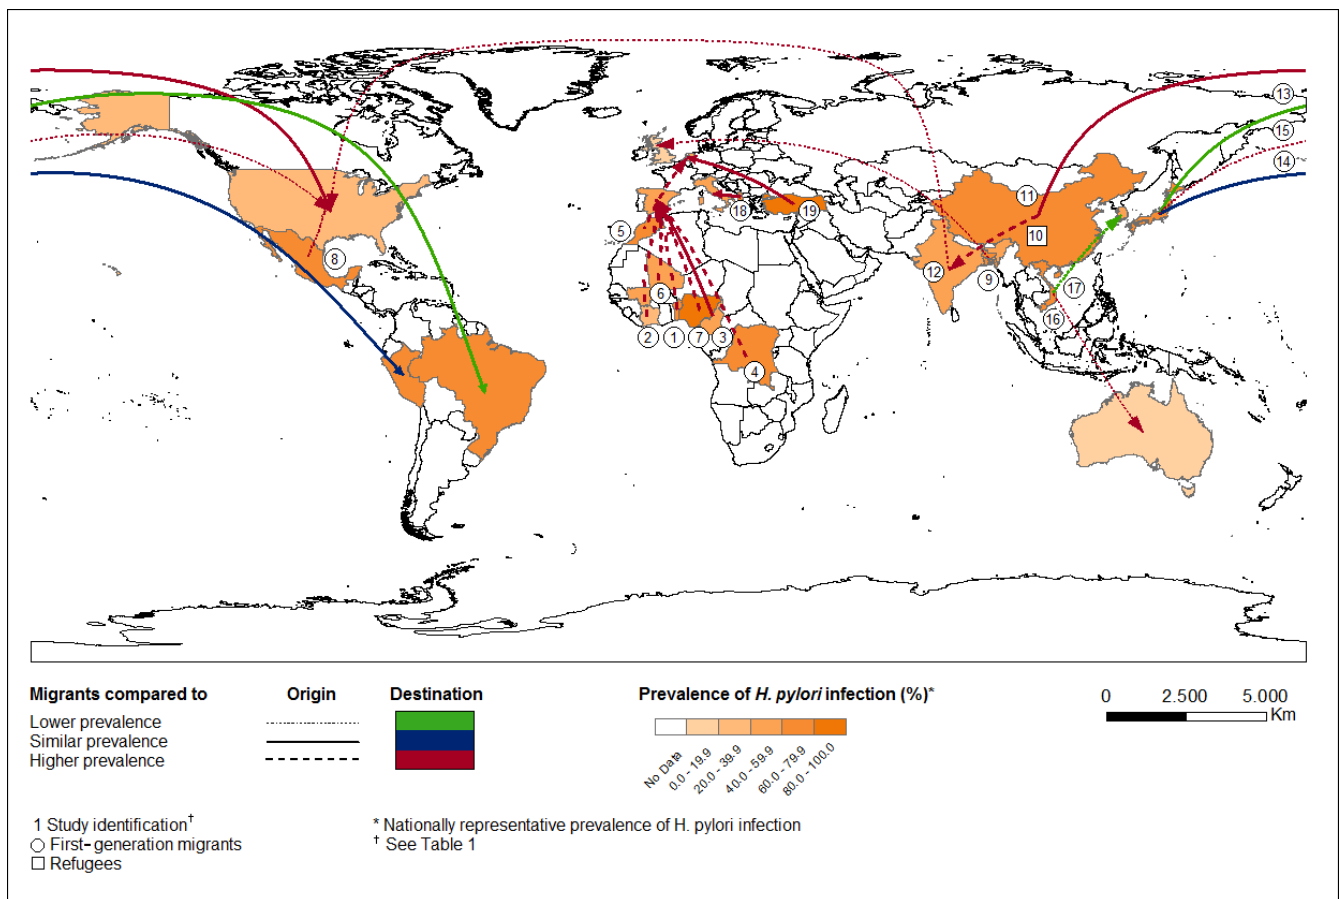 13
15
14
11
18
19
5
10
8
12
9
6
17
16
2
1
7
3
4
Migrants compared to Origin Destination
Lower prevalence
Similar prevalence
Higher prevalence
Prevalence of H. pylori infection (%)*
No Data
0.0 - 19.9
20.0 - 39.9
40.0 - 59.9
60.0 - 79.9
80.0 - 100.0
0 2.500 5.000
Km
1 Study identification†
First-generation migrants
Refugees
* Nationally representative prevalence of H. pylori infection
† See Table 1